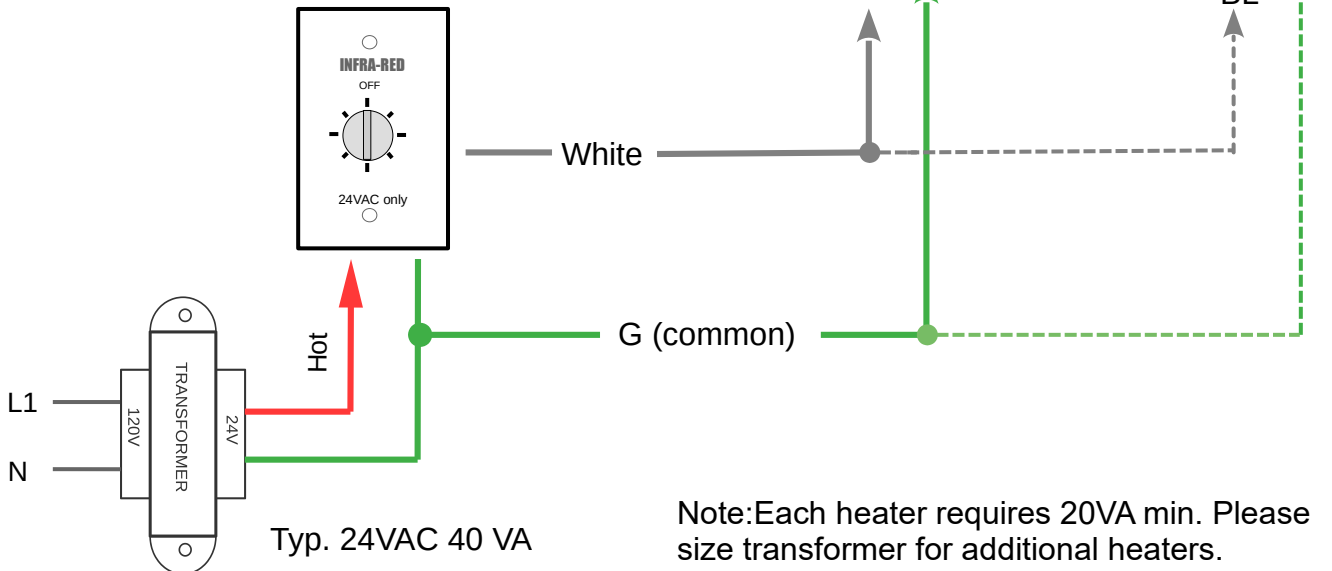 INFRA-RED
OFF
24VAC only
White
Hot
G (common)
L1
N
120V
TRANSFORMER
24V
Typ. 24VAC 40 VA
Note:Each heater requires 20VA min. Please
size transformer for additional heaters.